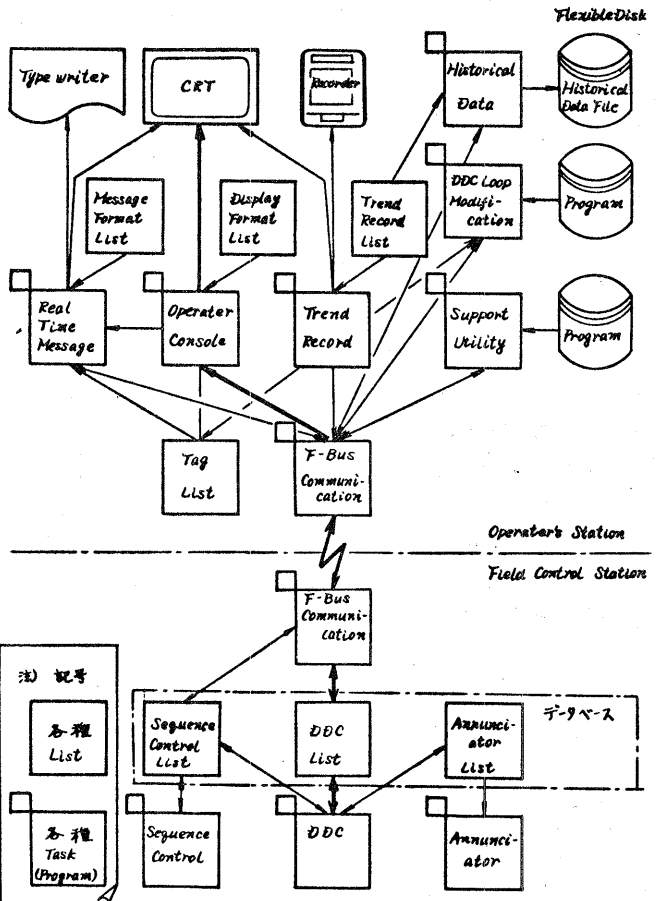 Flexible Disk
Type writer
CRT
Recorder
Historical
Data
Historical
Data File
Message
Format
List
Display
Format
List
Trend
Record
List
DDC Loop
Modifi-
cation
Program
Real
Time
Message
Operater
Console
Trend
Record
Support
Utility
Program
Tag
List
F-Bus
Communi-
cation
Operater's Station
Field Control Station
F-Bus
Communi-
cation
注) 記号
各種
List
各種
Task
(Program)
データベース
Sequence
Control
List
DDC
List
Annunci-
ator
List
Sequence
Control
DDC
Annunci-
ator